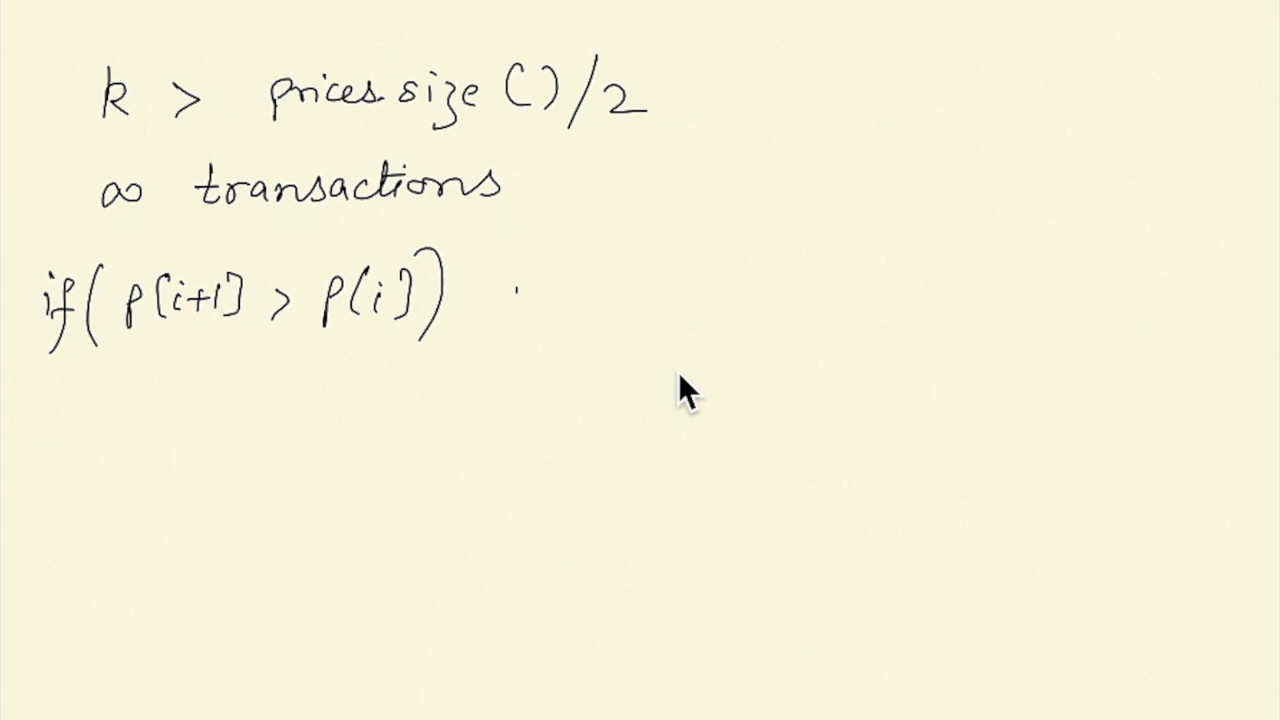 k > prices.size()/2
∞ transactions
if(p[i+1] > p[i])